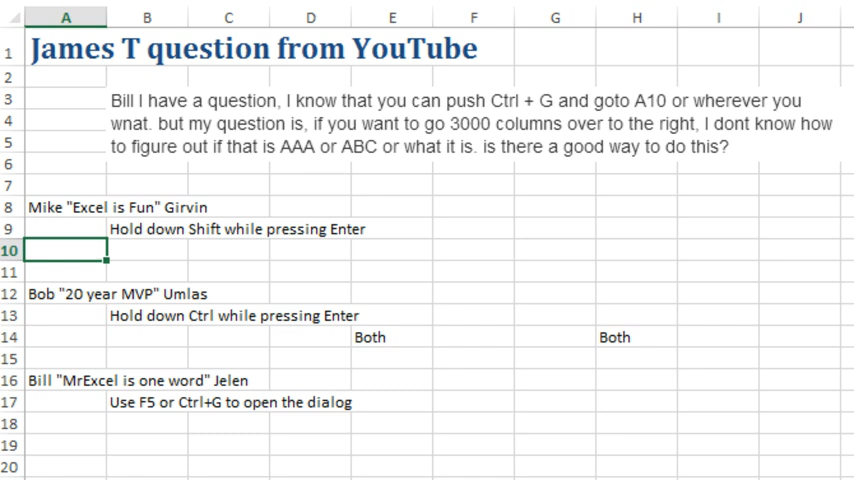 A B C D E F G H I J
1 James T question from YouTube
2
3 Bill I have a question, I know that you can push Ctrl + G and goto A10 or wherever you
4 wnat. but my question is, if you want to go 3000 columns over to the right, I dont know how
5 to figure out if that is AAA or ABC or what it is. is there a good way to do this?
6
7
8 Mike "Excel is Fun" Girvin
9 Hold down Shift while pressing Enter
10
11
12 Bob "20 year MVP" Umlas
13 Hold down Ctrl while pressing Enter
14 Both Both
15
16 Bill "MrExcel is one word" Jelen
17 Use F5 or Ctrl+G to open the dialog
18
19
20